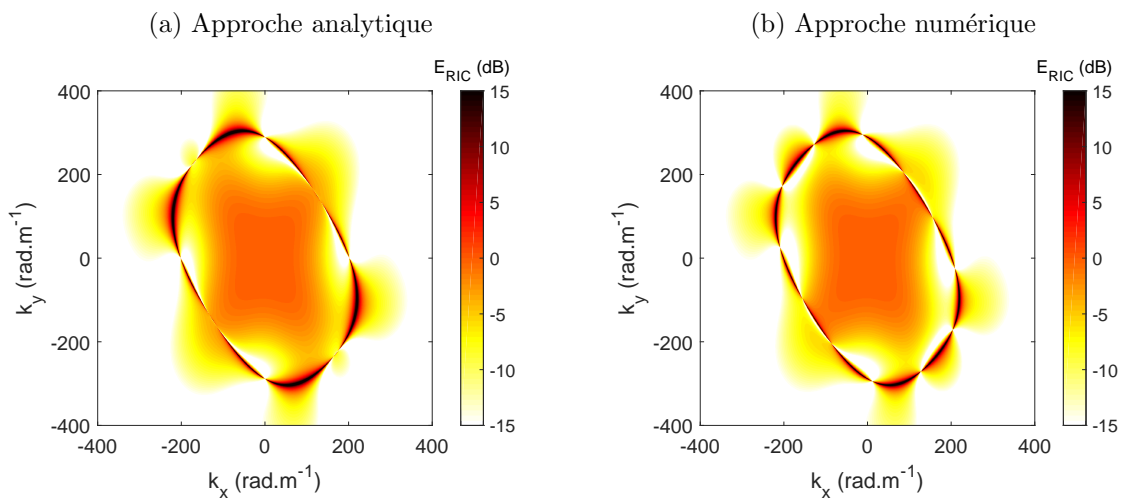 (a) Approche analytique
(b) Approche numérique
E_RIC (dB)
400
200
0
-200
-400
-400 -200 0 200 400
k_y (rad.m^-1)
k_x (rad.m^-1)
15
10
5
0
-5
-10
-15
E_RIC (dB)
400
200
0
-200
-400
-400 -200 0 200 400
k_y (rad.m^-1)
k_x (rad.m^-1)
15
10
5
0
-5
-10
-15